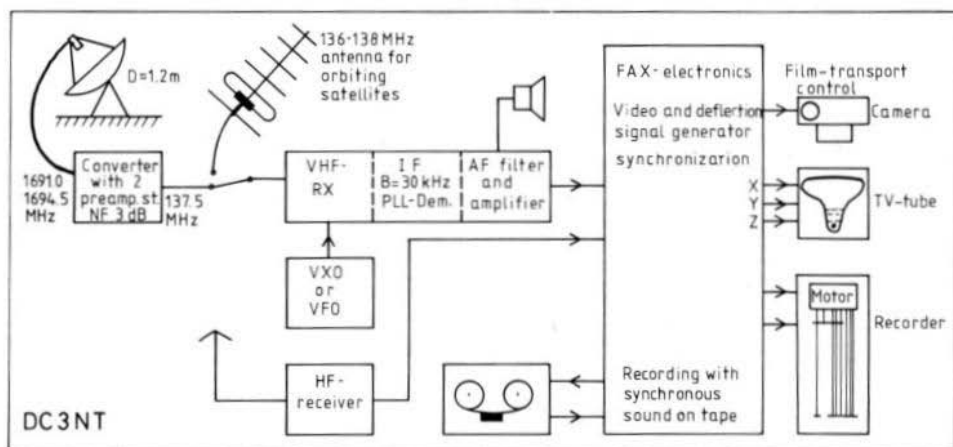 D=1.2m
136-138 MHz
antenna for
orbiting
satellites
1691.0
1694.5
MHz
Converter
with 2
preamp. st.
NF 3 dB
137.5
MHz
VHF-
RX
IF
B=30 kHz
PLL-Dem.
AF filter
and
amplifier
VXO
or
VFO
HF-
receiver
FAX-electronics
Video and deflertion
signal generator
synchronization
Recording with
synchronous
sound on tape
Film-transport
control
Camera
X
Y
Z
TV-tube
Motor
Recorder
DC3NT